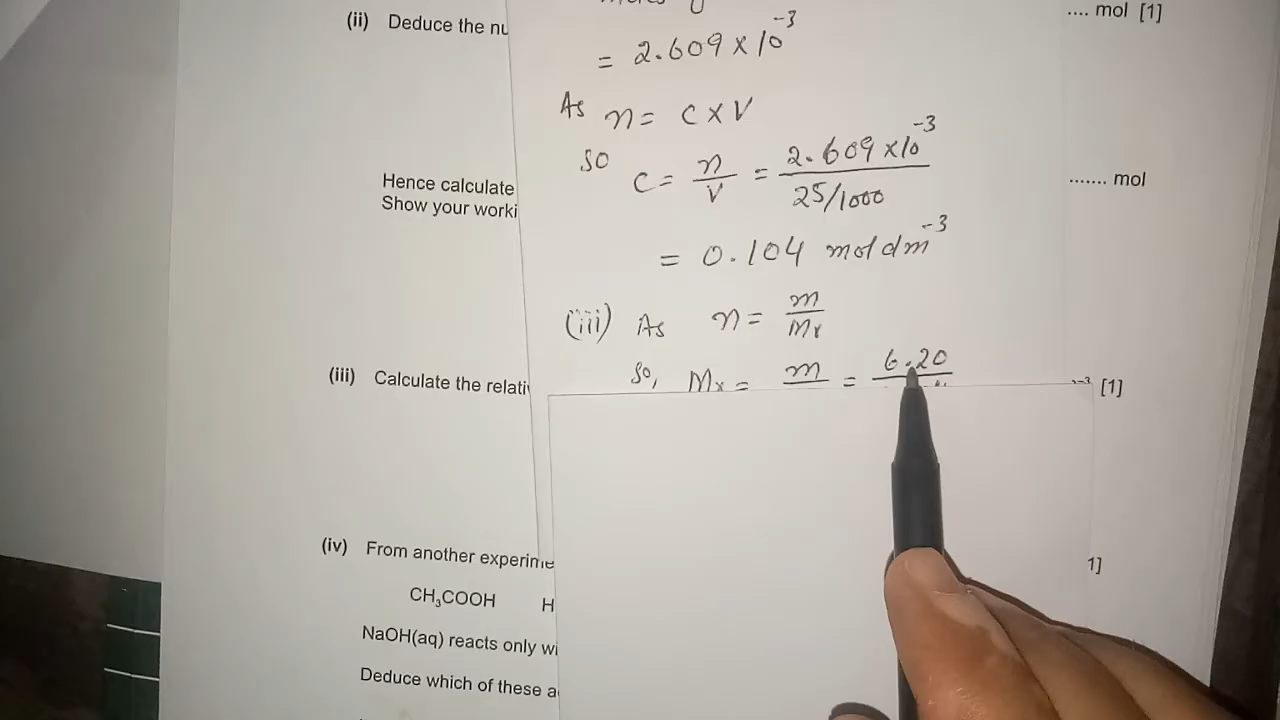 (ii) Deduce the nu
.... mol [1]
= 2.609 × 10⁻³
As n = c × V
so c = n/V = 2.609 × 10⁻³ / 25/1000
Hence calculate
Show your worki
....... mol
= 0.104 mol dm⁻³
(iii) As n = m/Mr
so, Mr = m = 6.20
(iii) Calculate the relati
⁻³ [1]
(iv) From another experime
1]
CH₃COOH H
NaOH(aq) reacts only wi
Deduce which of these a